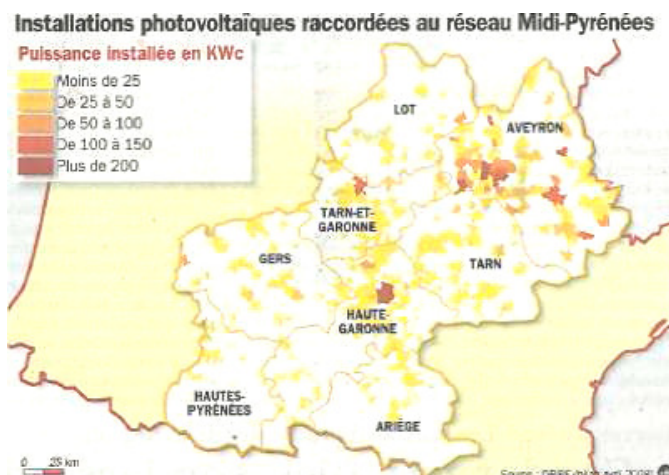 Installations photovoltaïques raccordées au réseau Midi-Pyrénées
Puissance installée en KWc
Moins de 25
De 25 à 50
De 50 à 100
De 100 à 150
Plus de 200
LOT
AVEYRON
TARN-ET-
GARONNE
GERS
TARN
HAUTE-
GARONNE
HAUTES-
PYRÉNÉES
ARIÈGE
0 25 km
Source :